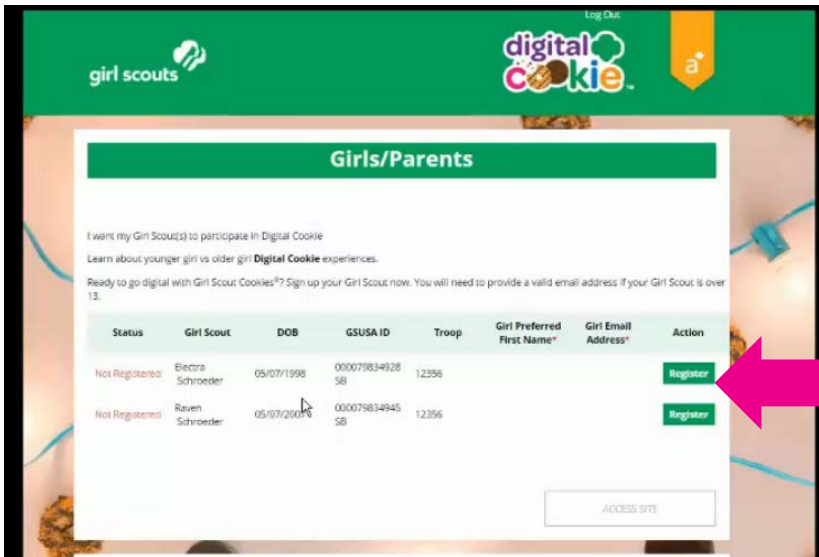 Log Out
girl scouts
digital
cookie™
a
Girls/Parents
I want my Girl Scout(s) to participate in Digital Cookie
Learn about younger girl vs older girl Digital Cookie experiences.
Ready to go digital with Girl Scout Cookies®? Sign up your Girl Scout now. You will need to provide a valid email address if your Girl Scout is over
13.
Status Girl Scout DOB GSUSA ID Troop Girl Preferred First Name* Girl Email Address* Action
Not Registered Electra Schroeder 05/07/1998 000079834928 SB 12356 Register
Not Registered Raven Schroeder 000079834945 SB 12356 Register
ACCESS SITE